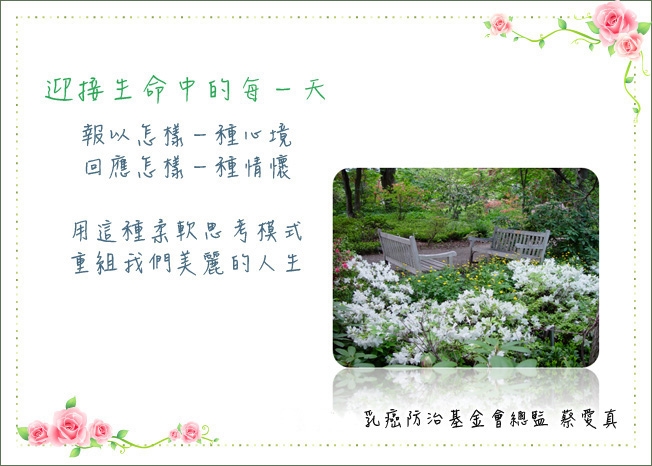 迎接生命中的每一天
報以怎樣一種心境
回應怎樣一種情懷
用這種柔軟思考模式
重組我們美麗的人生
乳癌防治基金會總監 蔡愛真